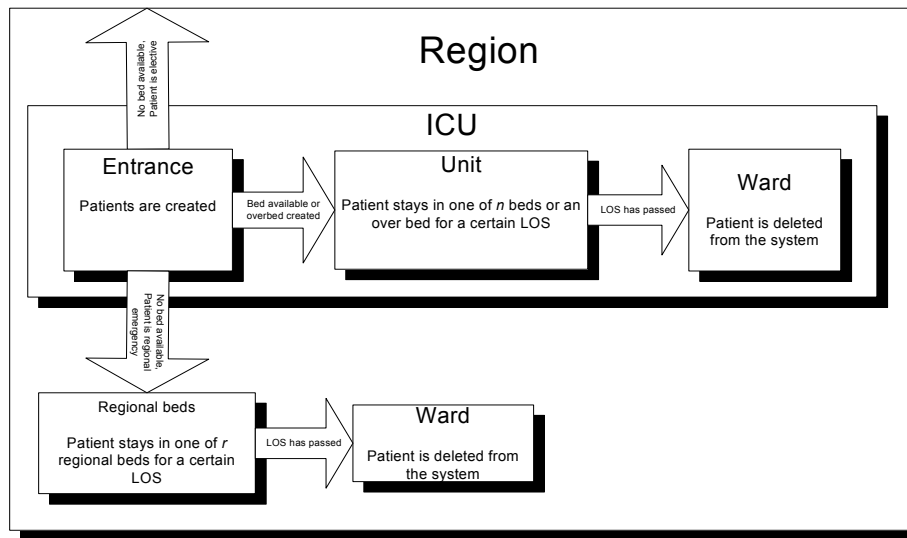 Region
No bed available,
Patient is elective
ICU
Entrance
Patients are created
Bed available or
overbed created
Unit
Patient stays in one of n beds or an
over bed for a certain LOS
LOS has passed
Ward
Patient is deleted
from the system
No bed available,
Patient is regional
emergency
Regional beds
Patient stays in one of r
regional beds for a certain
LOS
LOS has passed
Ward
Patient is deleted from
the system